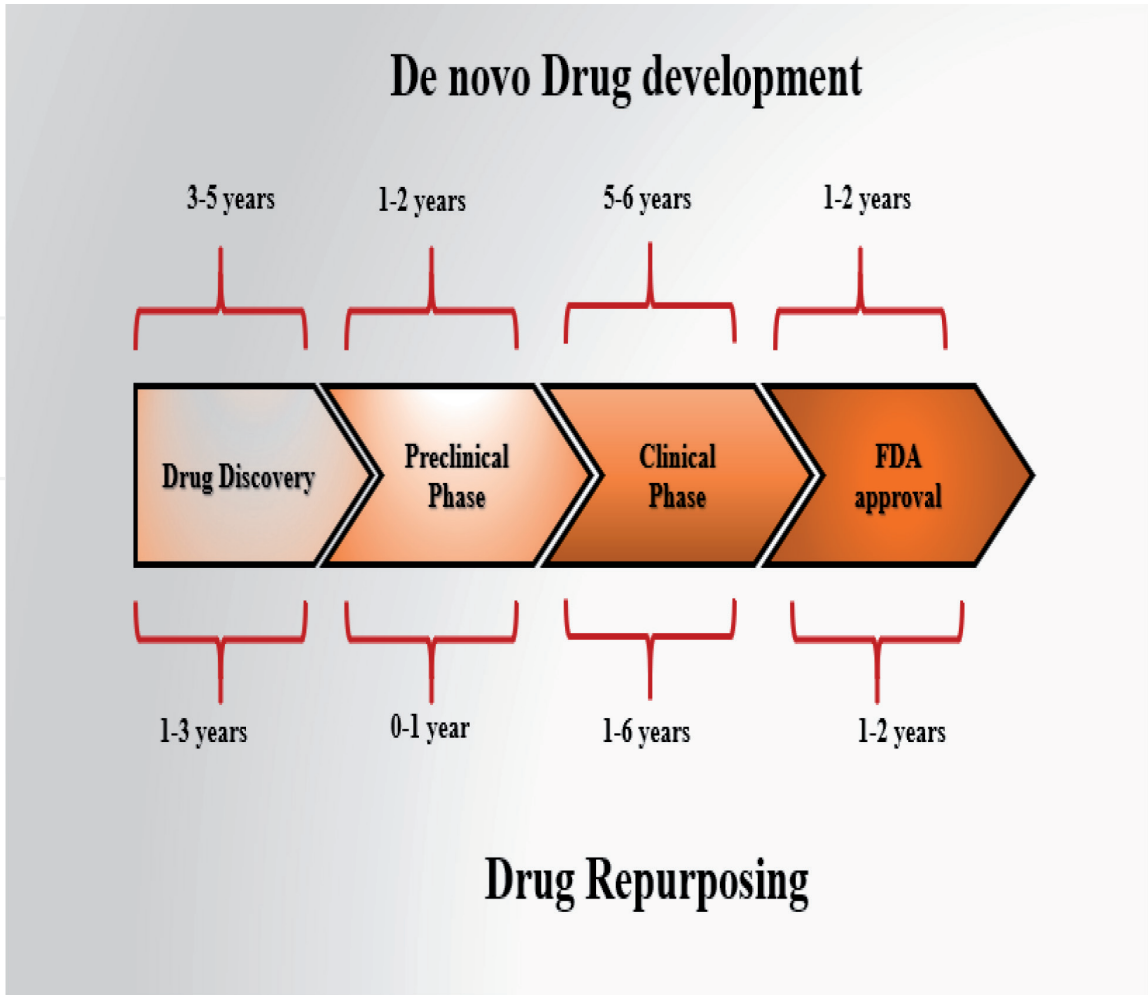 De novo Drug development
3-5 years
1-2 years
5-6 years
1-2 years
Drug Discovery
Preclinical
Phase
Clinical
Phase
FDA
approval
1-3 years
0-1 year
1-6 years
1-2 years
Drug Repurposing